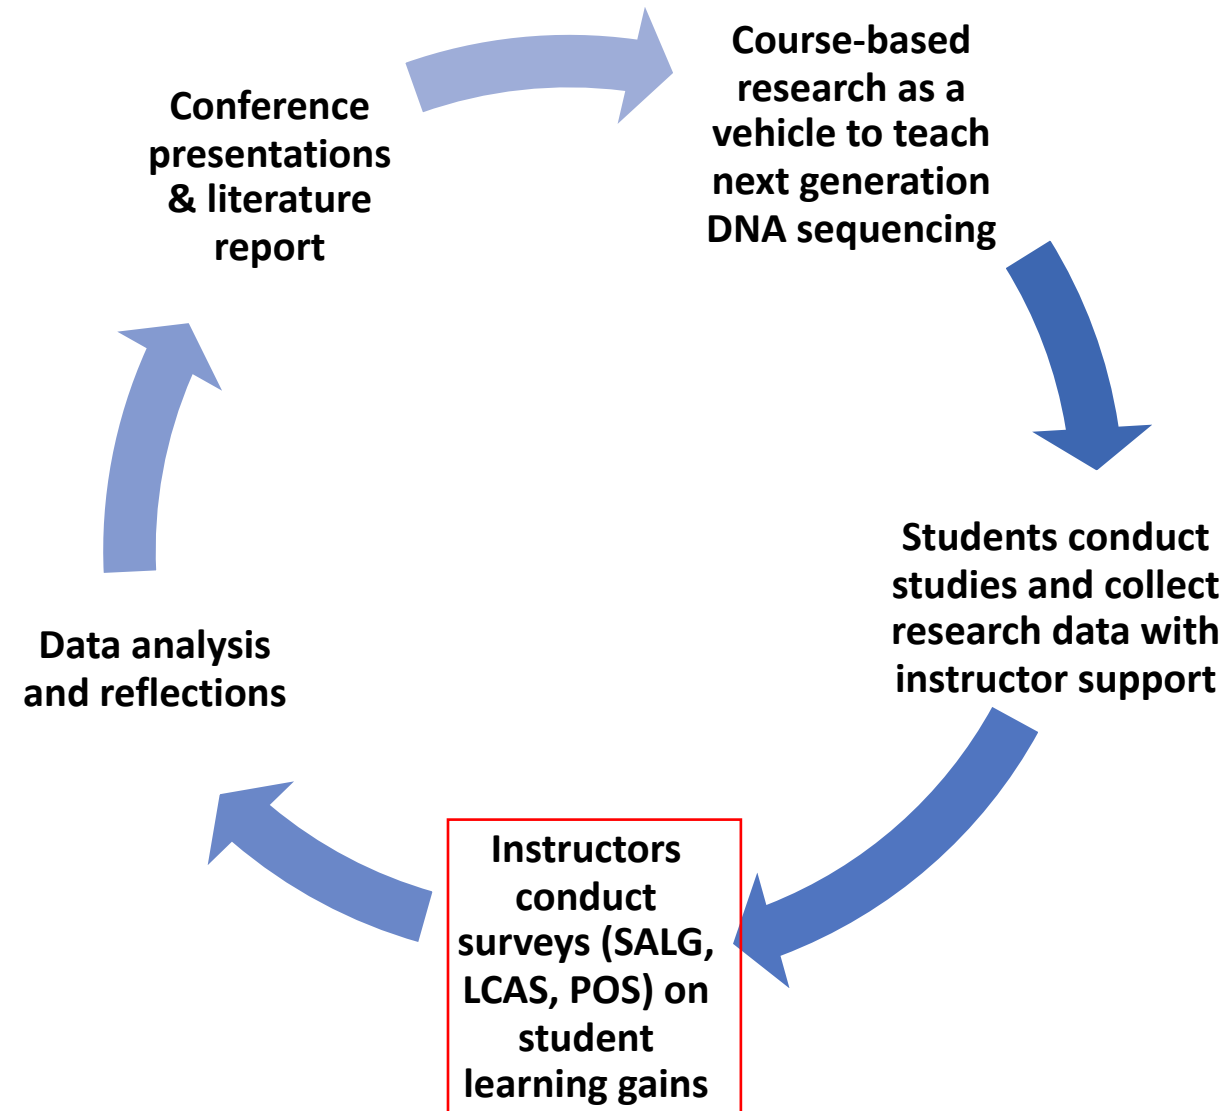 Conference
presentations
& literature
report
Course-based
research as a
vehicle to teach
next generation
DNA sequencing
Students conduct
studies and collect
research data with
instructor support
Instructors
conduct
surveys (SALG,
LCAS, POS) on
student
learning gains
Data analysis
and reflections